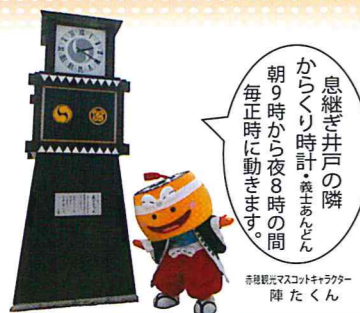 息継ぎ井戸の隣
からくり時計・義士あんどん
朝9時から夜8時の間
毎正時に動きます。
赤穂観光マスコットキャラクター
陣たくん